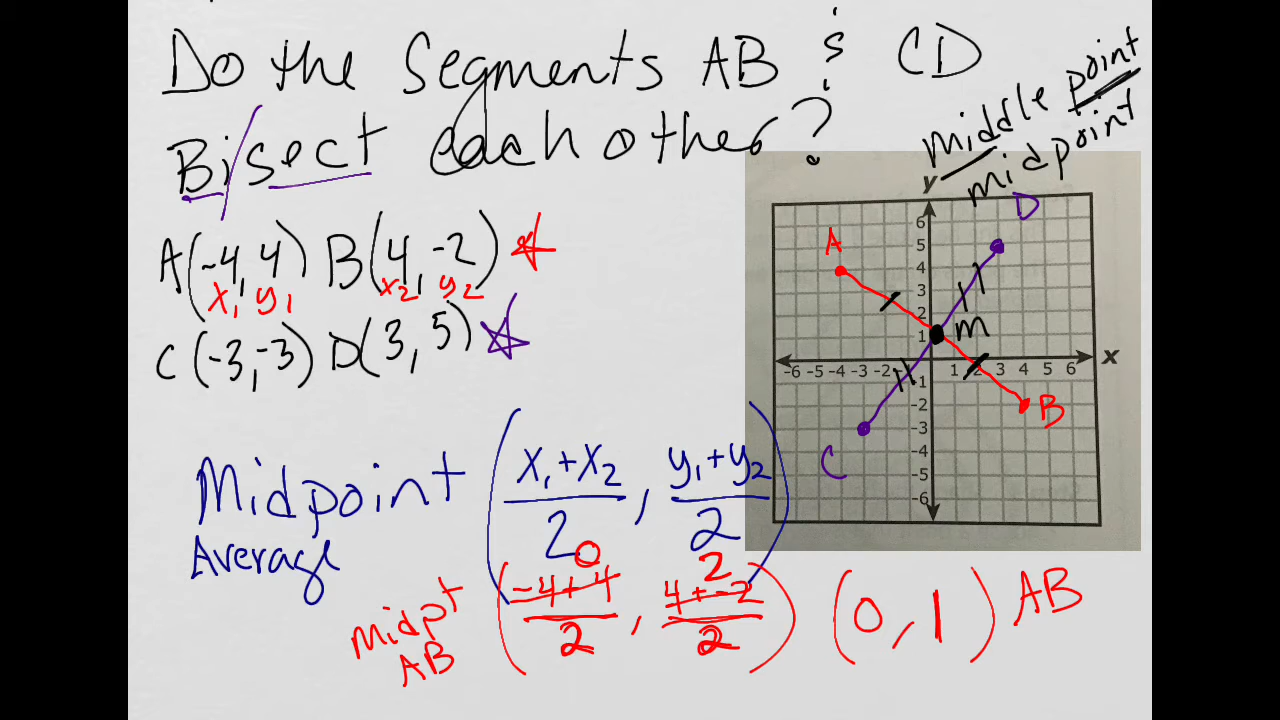 Do the Segments AB & CD
Bisect each other?
Middle point
midpoint
A(-4, 4) B(4, -2)
x₁ y₁ x₂ y₂
C(-3, -3) D(3, 5)
y
D
A
6
5
4
3
2
1
M
-6 -5 -4 -3 -2 1 2 3 4 5 6 x
-1
-2
-3
-5
-6
B
C
Midpoint (x₁+x₂/2, y₁+y₂/2)
Average
0 2
midpt (-4+4/2, 4+-2/2) (0, 1) AB
AB